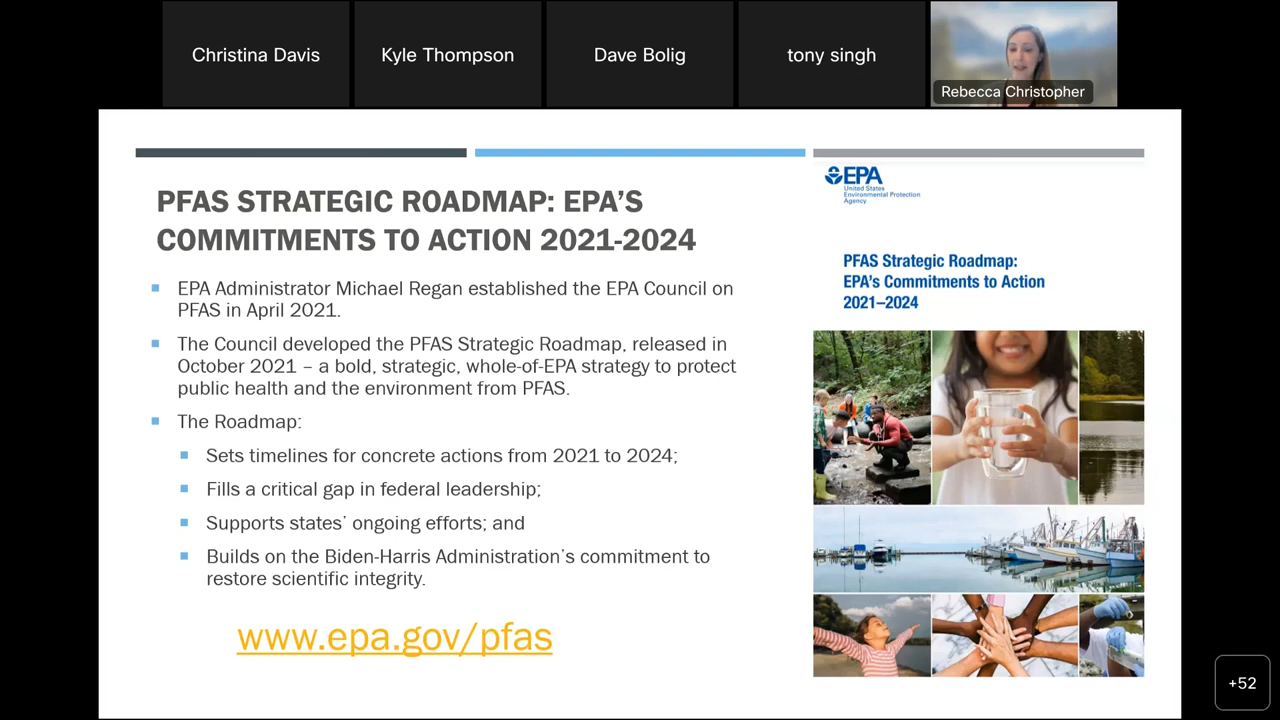 Christina Davis
Kyle Thompson
Dave Bolig
tony singh
Rebecca Christopher
PFAS STRATEGIC ROADMAP: EPA'S
COMMITMENTS TO ACTION 2021-2024
EPA Administrator Michael Regan established the EPA Council on
PFAS in April 2021.
The Council developed the PFAS Strategic Roadmap, released in
October 2021 – a bold, strategic, whole-of-EPA strategy to protect
public health and the environment from PFAS.
The Roadmap:
Sets timelines for concrete actions from 2021 to 2024;
Fills a critical gap in federal leadership;
Supports states' ongoing efforts; and
Builds on the Biden-Harris Administration's commitment to
restore scientific integrity.
www.epa.gov/pfas
EPA
United States
Environmental Protection
Agency
PFAS Strategic Roadmap:
EPA's Commitments to Action
2021–2024
+52